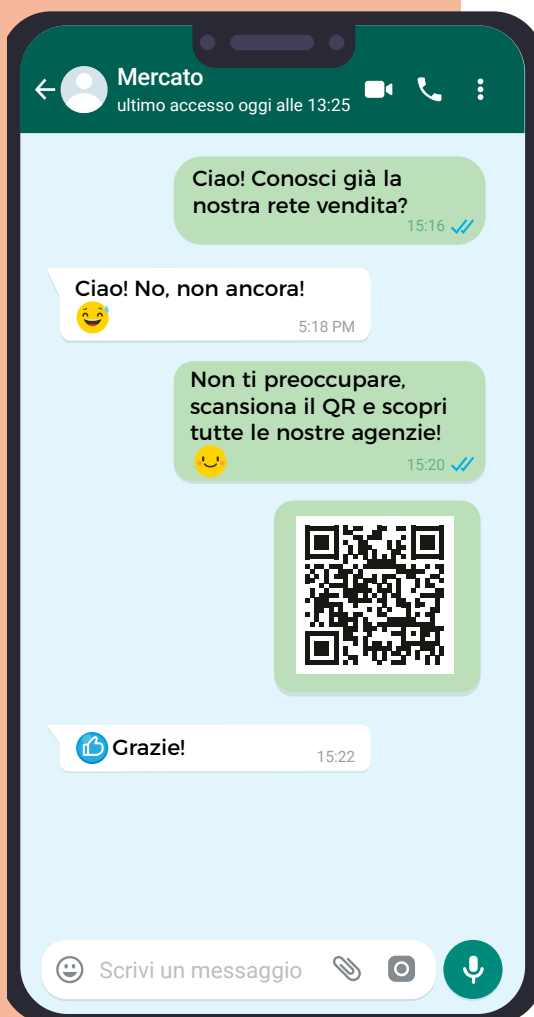 Mercato
ultimo accesso oggi alle 13:25
Ciao! Conosci già la
nostra rete vendita?
15:16
Ciao! No, non ancora!
5:18 PM
Non ti preoccupare,
scansiona il QR e scopri
tutte le nostre agenzie!
15:20
Grazie!
15:22
Scrivi un messaggio